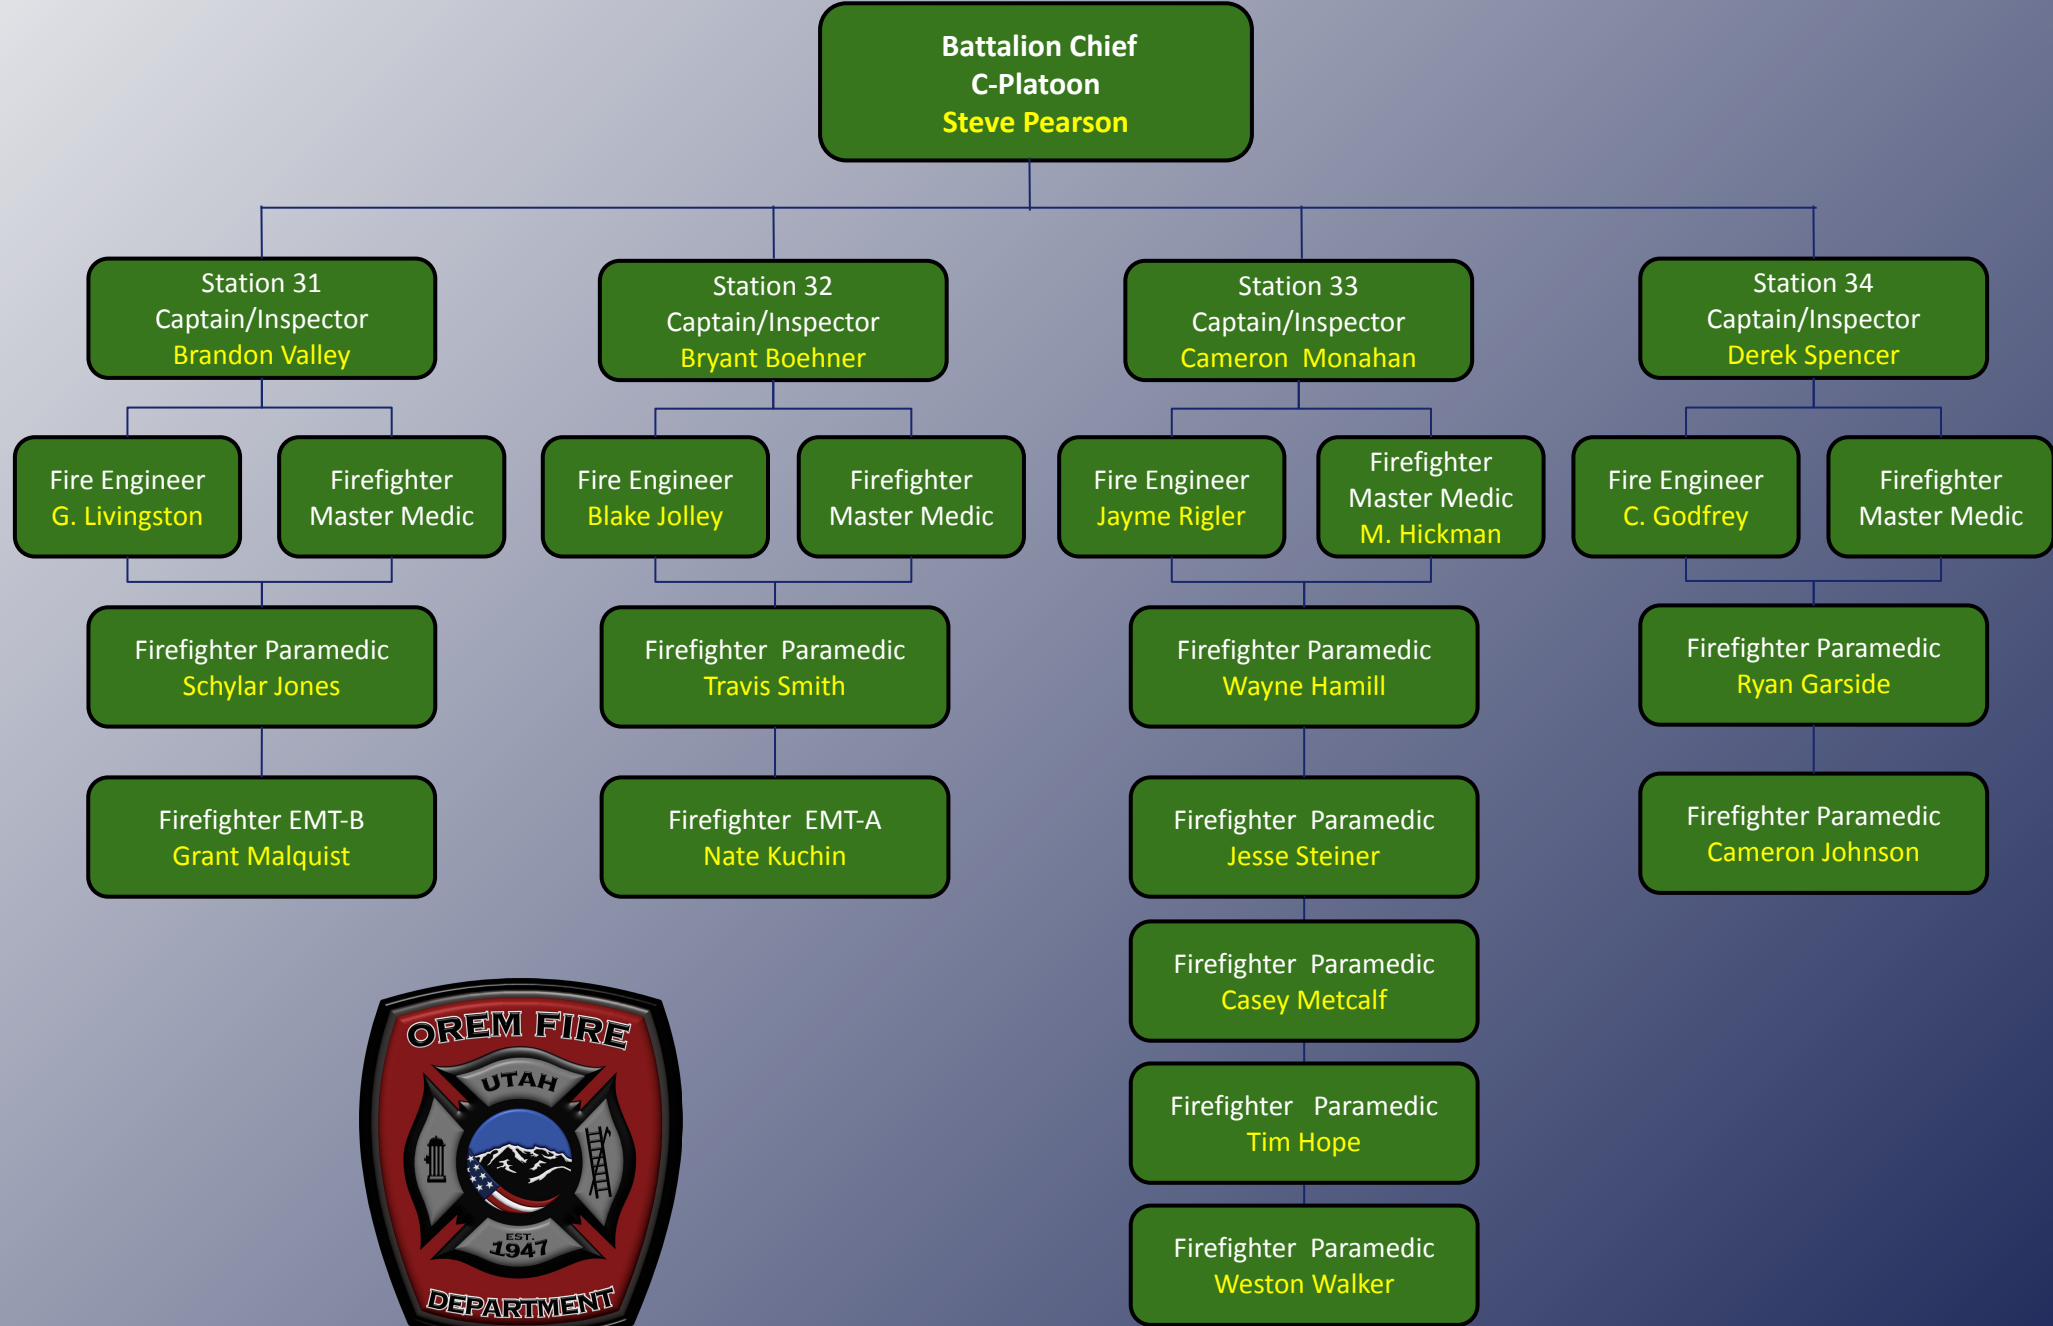 Battalion Chief
C-Platoon
Steve Pearson
Station 31
Captain/Inspector
Brandon Valley
Station 32
Captain/Inspector
Bryant Boehner
Station 33
Captain/Inspector
Cameron Monahan
Station 34
Captain/Inspector
Derek Spencer
Fire Engineer
G. Livingston
Firefighter
Master Medic
Fire Engineer
Blake Jolley
Firefighter
Master Medic
Fire Engineer
Jayme Rigler
Firefighter
Master Medic
M. Hickman
Fire Engineer
C. Godfrey
Firefighter
Master Medic
Firefighter Paramedic
Schylar Jones
Firefighter Paramedic
Travis Smith
Firefighter Paramedic
Wayne Hamill
Firefighter Paramedic
Ryan Garside
Firefighter EMT-B
Grant Malquist
Firefighter EMT-A
Nate Kuchin
Firefighter Paramedic
Jesse Steiner
Firefighter Paramedic
Cameron Johnson
Firefighter Paramedic
Casey Metcalf
Firefighter Paramedic
Tim Hope
Firefighter Paramedic
Weston Walker
OREM FIRE
UTAH
EST.
1947
DEPARTMENT